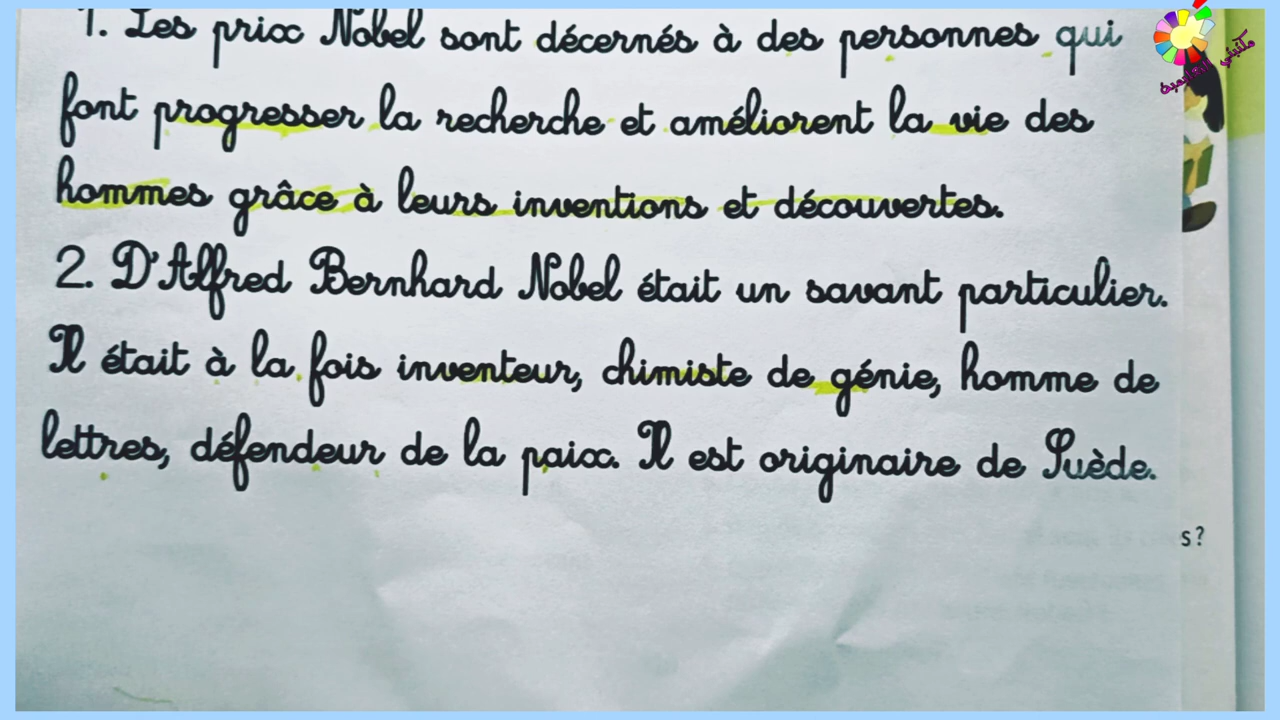 1. Les prix Nobel sont décernés à des personnes qui
font progresser la recherche et améliorent la vie des
hommes grâce à leurs inventions et découvertes.
2. D'Alfred Bernhard Nobel était un savant particulier.
Il était à la fois inventeur, chimiste de génie, homme de
lettres, défendeur de la paix. Il est originaire de Suède.
s?
مكتبتي التعليمية